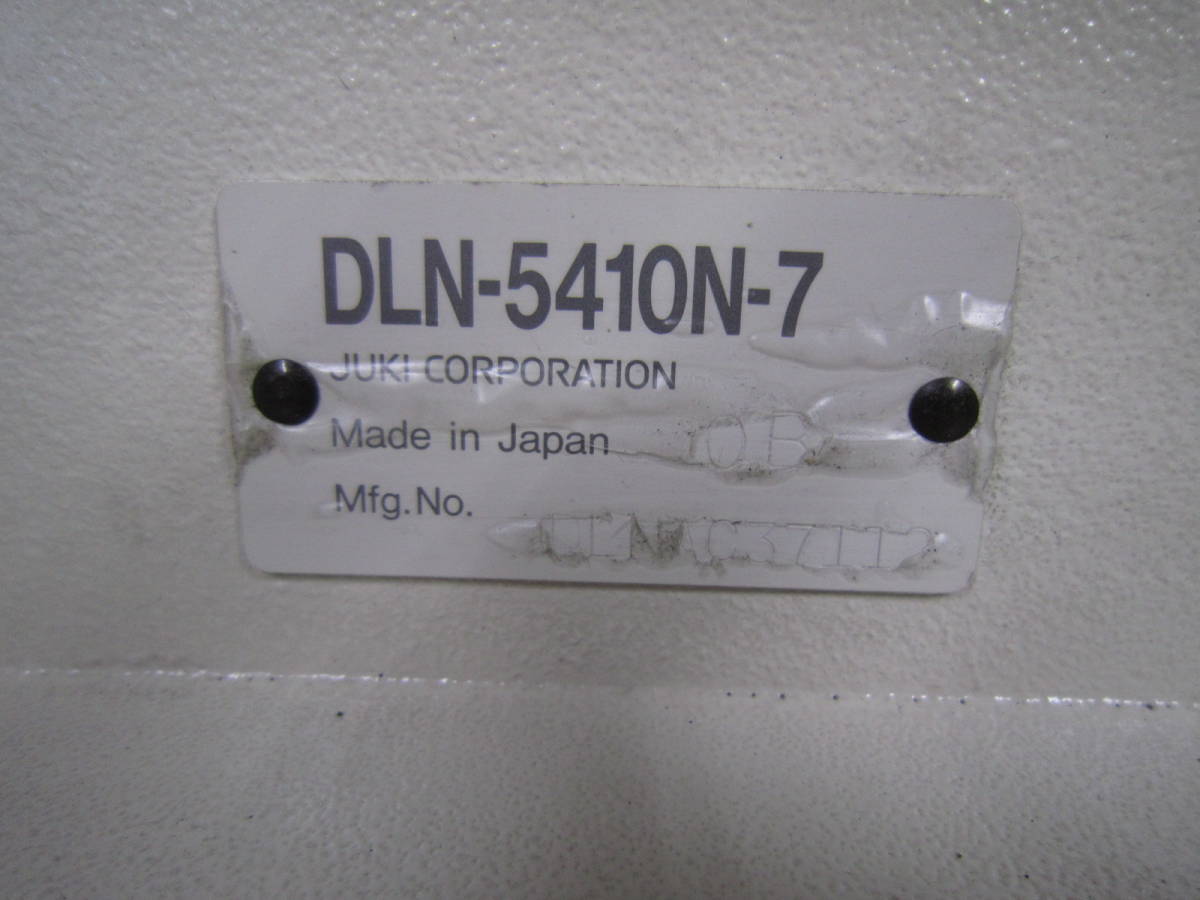 DLN-5410N-7
JUKI CORPORATION
Made in Japan
Mfg.No.